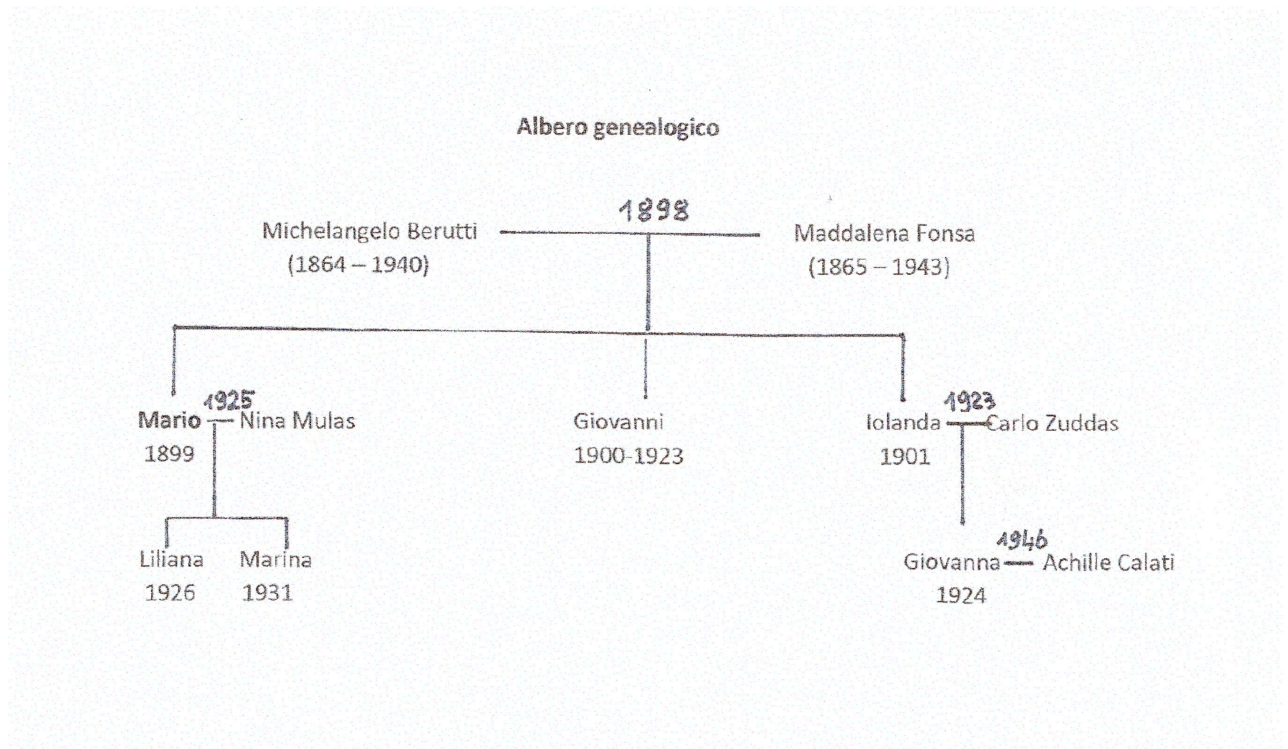 Albero genealogico
1898
Michelangelo Berutti Maddalena Fonsa
(1864 – 1940) (1865 – 1943)
1925 1923
Mario Nina Mulas Giovanni Iolanda Carlo Zuddas
1899 1900-1923 1901
1946
Liliana Marina Giovanna Achille Calati
1926 1931 1924